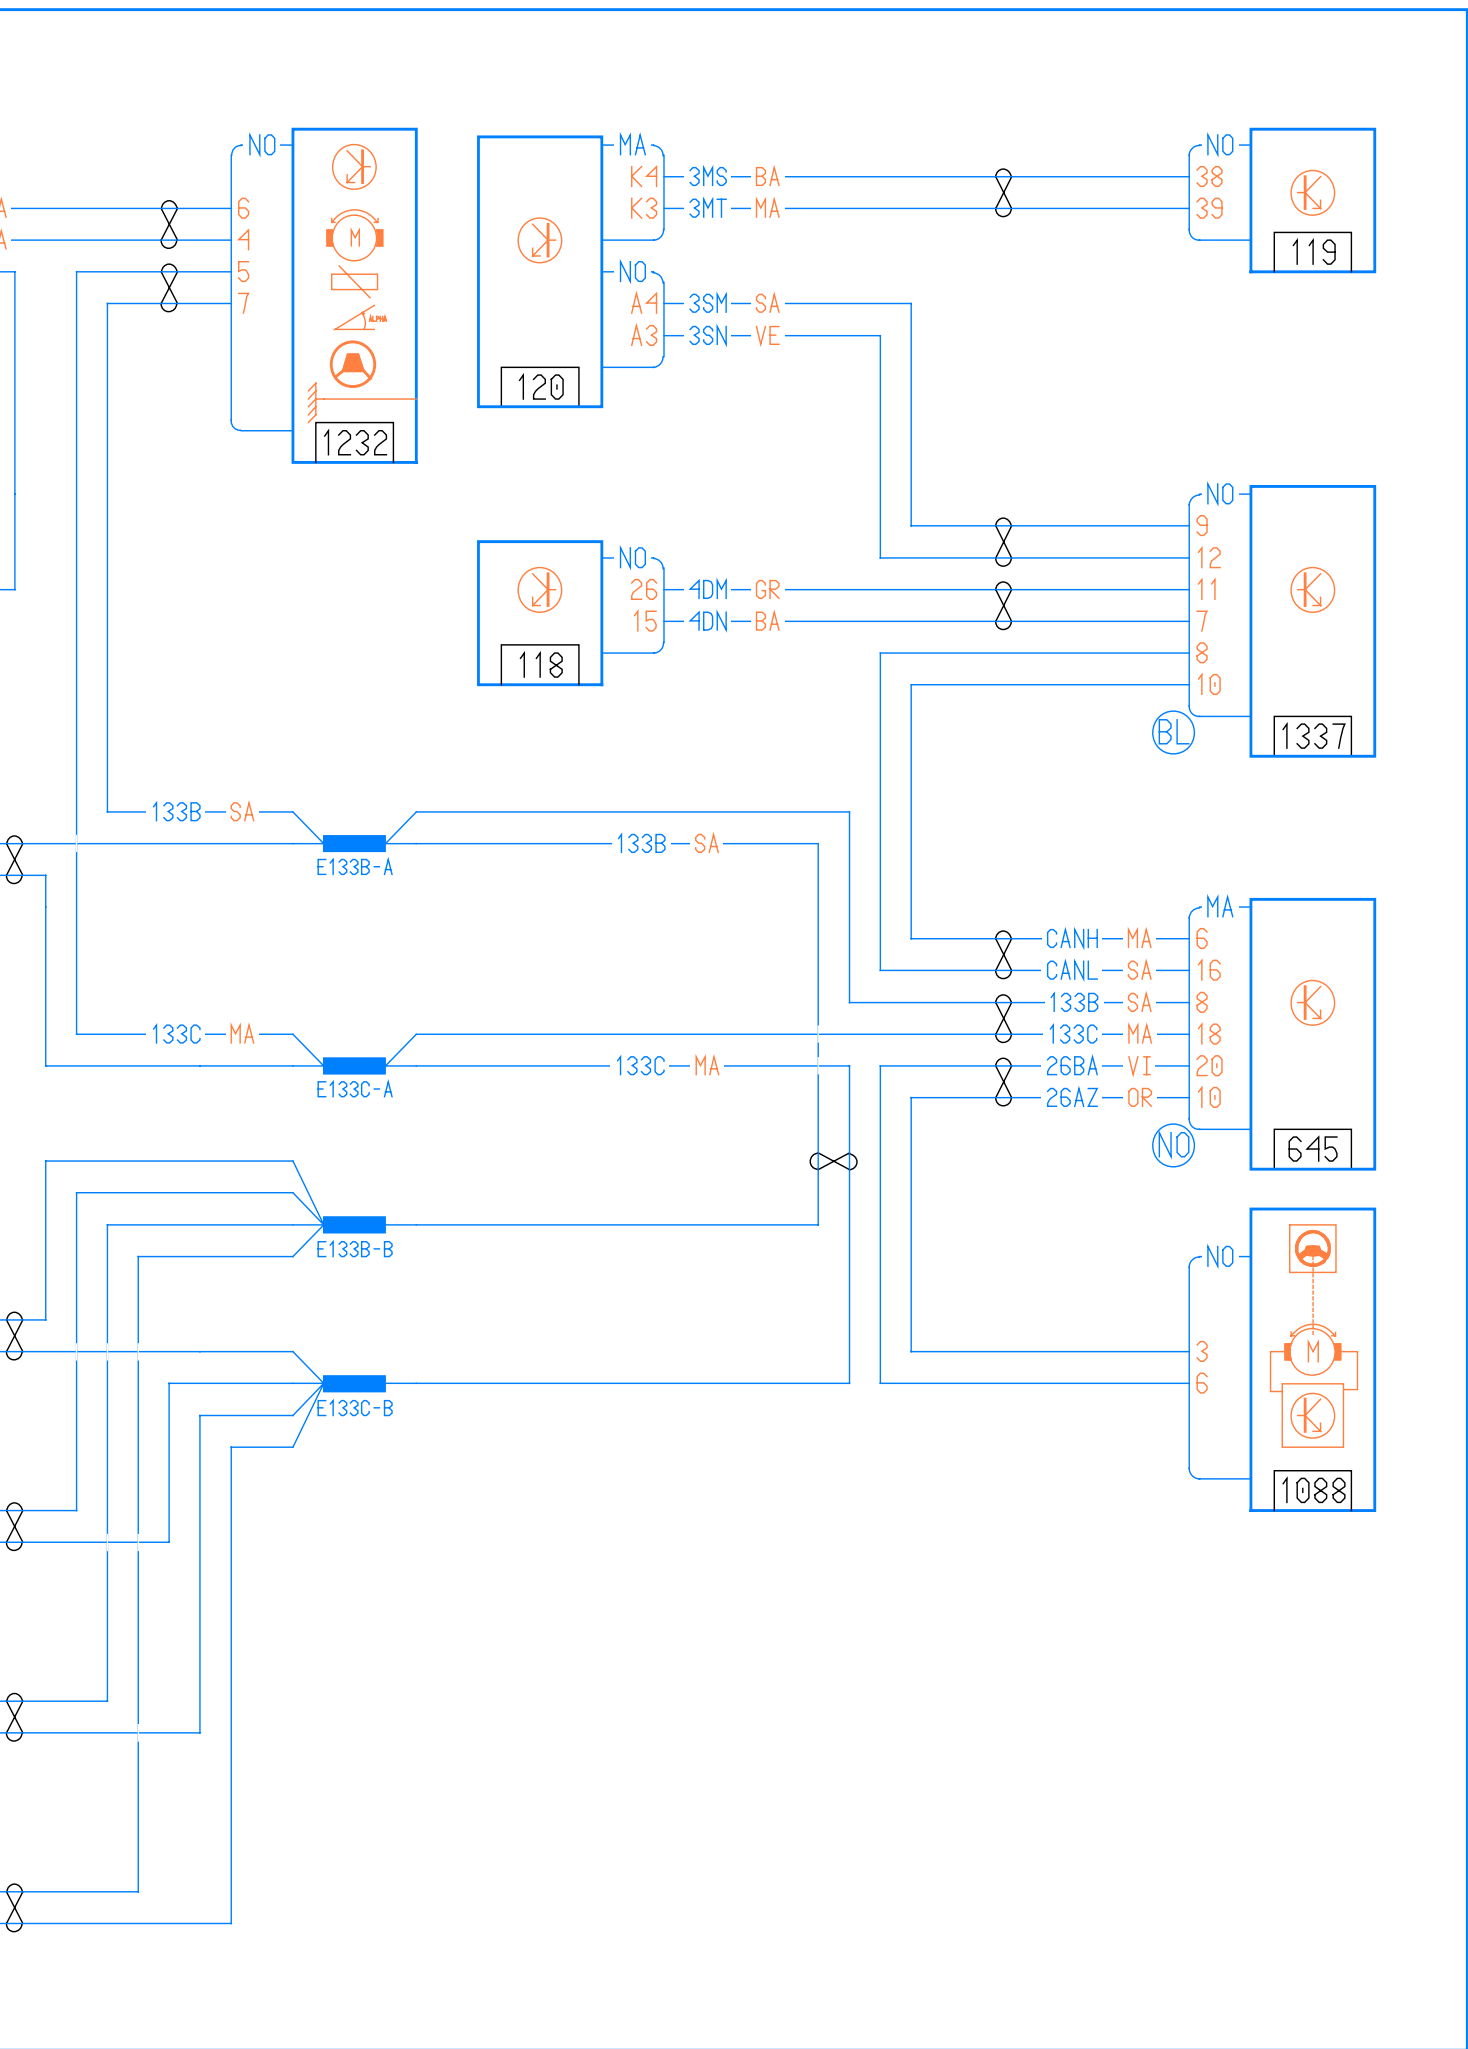 NO
MA
NO
K4 3MS BA
38
A
6
K3 3MT MA
39
A
4
M
M
119
5
NO
7
A4 3SM SA
ALPHA
A3 3SN VE
120
1232
NO
9
NO
12
26 4DM GR
11
15 4DN BA
7
8
118
10
BL
1337
133B SA
133B SA
E133B-A
MA
CANH MA 6
CANL SA 16
133B SA 8
133C MA
133C MA 18
133C MA
26BA VI 20
E133C-A
26AZ OR 10
NO
645
E133B-B
NO
3
6
E133C-B
1088